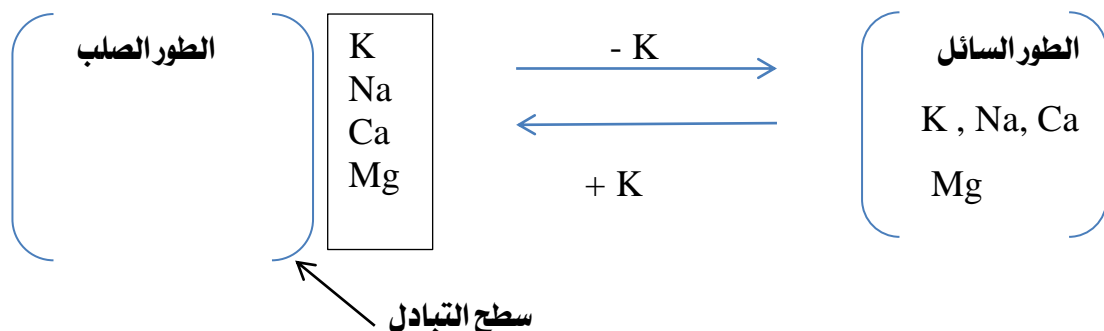 الطور الصلب
K
Na
Ca
Mg
- K
+ K
الطور السائل
K , Na, Ca
Mg
سطح التبادل